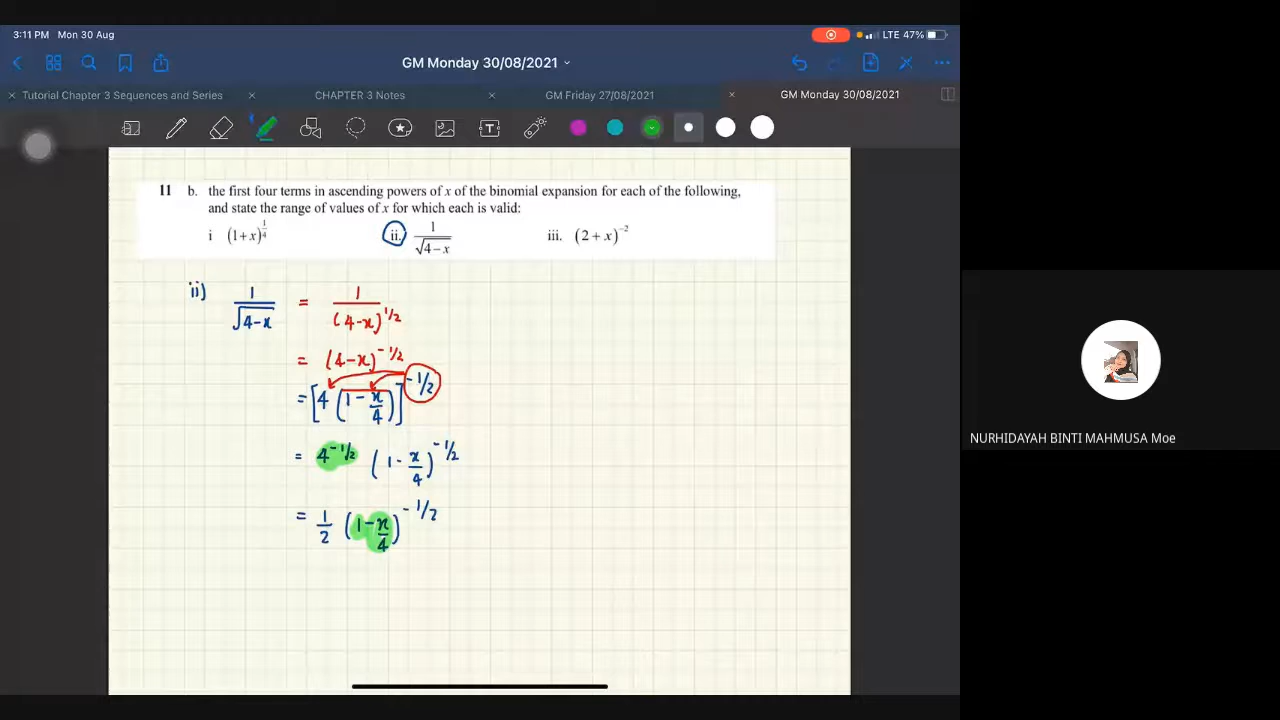 3:11 PM Mon 30 Aug
LTE 47%
GM Monday 30/08/2021
Tutorial Chapter 3 Sequences and Series
CHAPTER 3 Notes
GM Friday 27/08/2021
GM Monday 30/08/2021
11 b. the first four terms in ascending powers of x of the binomial expansion for each of the following,
and state the range of values of x for which each is valid:
i (1+x)^{1/4} ii. 1/√(4−x) iii. (2+x)^{−2}
ii) 1/√(4−x) = 1/(4−x)^{1/2}
= (4−x)^{−1/2}
= [4(1−x/4)]^{−1/2}
= 4^{−1/2} (1−x/4)^{−1/2}
= 1/2 (1−x/4)^{−1/2}
NURHIDAYAH BINTI MAHMUSA Moe